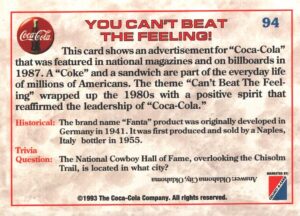 YOU CAN'T BEAT
THE FEELING!
94
Coca-Cola
This card shows an advertisement for "Coca-Cola"
that was featured in national magazines and on billboards in
1987. A "Coke" and a sandwich are part of the everyday life
of millions of Americans. The theme "Can't Beat The Feel-
ing" wrapped up the 1980s with a positive spirit that
reaffirmed the leadership of "Coca-Cola."
Historical: The brand name "Fanta" product was originally developed in
Germany in 1941. It was first produced and sold by a Naples,
Italy bottler in 1955.
Trivia
Question: The National Cowboy Hall of Fame, overlooking the Chisolm
Trail, is located in what city?
Answer: Oklahoma City, Oklahoma
©1993 The Coca-Cola Company. All rights reserved.